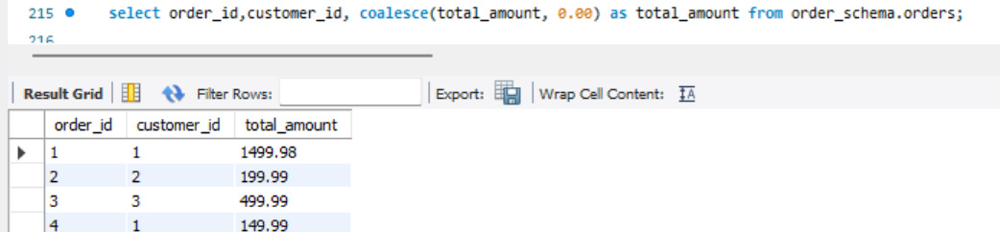 215 select order_id,customer_id, coalesce(total_amount, 0.00) as total_amount from order_schema.orders;
216
Result Grid Filter Rows: Export: Wrap Cell Content: IA
order_id customer_id total_amount
1 1 1499.98
2 2 199.99
3 3 499.99
4 1 149.99